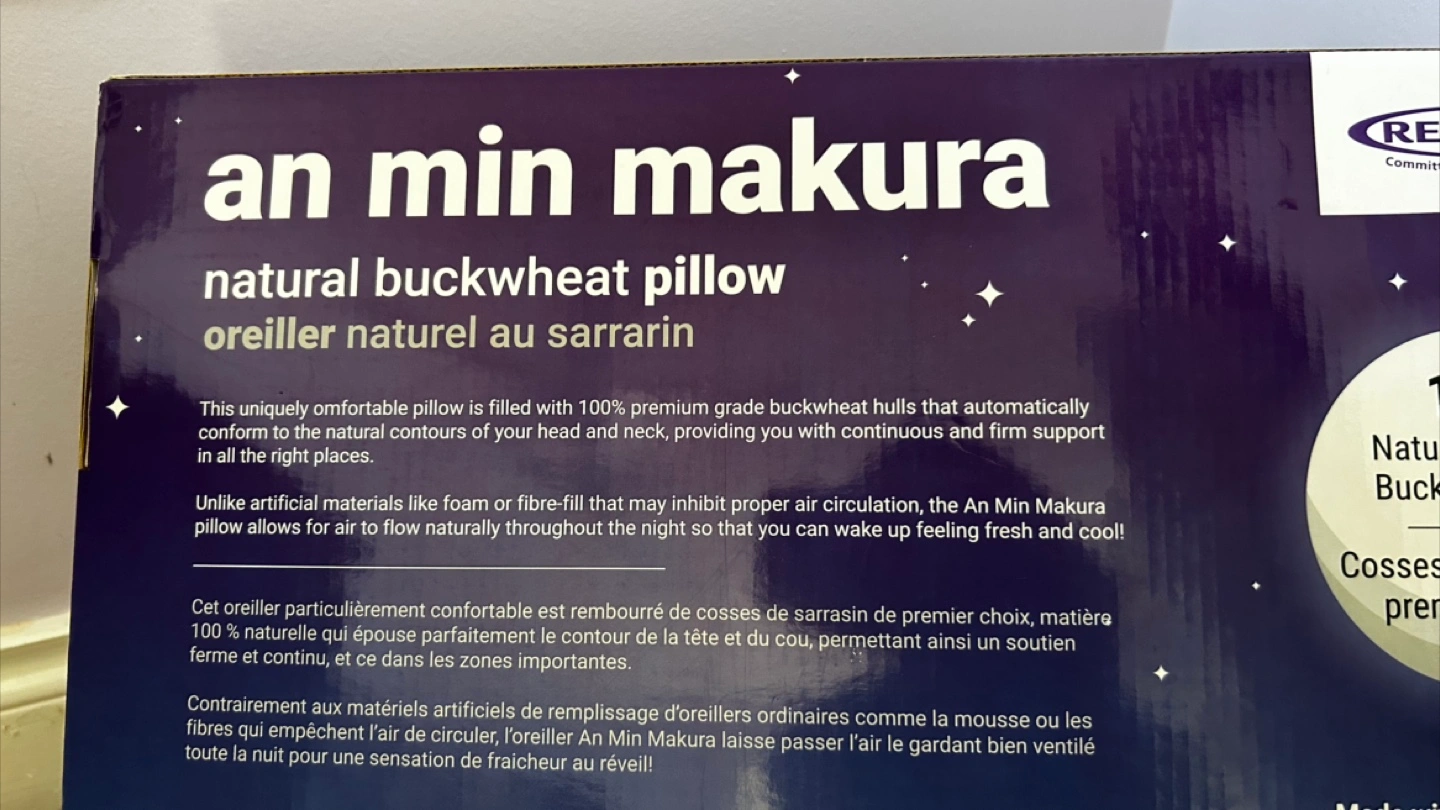 an min makura
natural buckwheat pillow
oreiller naturel au sarrarin
This uniquely omfortable pillow is filled with 100% premium grade buckwheat hulls that automatically
conform to the natural contours of your head and neck, providing you with continuous and firm support
in all the right places.
Unlike artificial materials like foam or fibre-fill that may inhibit proper air circulation, the An Min Makura
pillow allows for air to flow naturally throughout the night so that you can wake up feeling fresh and cool!
Cet oreiller particulièrement confortable est rembourré de cosses de sarrasin de premier choix, matière
100 % naturelle qui épouse parfaitement le contour de la tête et du cou, permettant ainsi un soutien
ferme et continu, et ce dans les zones importantes.
Contrairement aux matériels artificiels de remplissage d'oreillers ordinaires comme la mousse ou les
fibres qui empêchent l'air de circuler, l'oreiller An Min Makura laisse passer l'air le gardant bien ventilé
toute la nuit pour une sensation de fraicheur au réveil!
RE
Committ
Natu
Buck
Cosses
prer